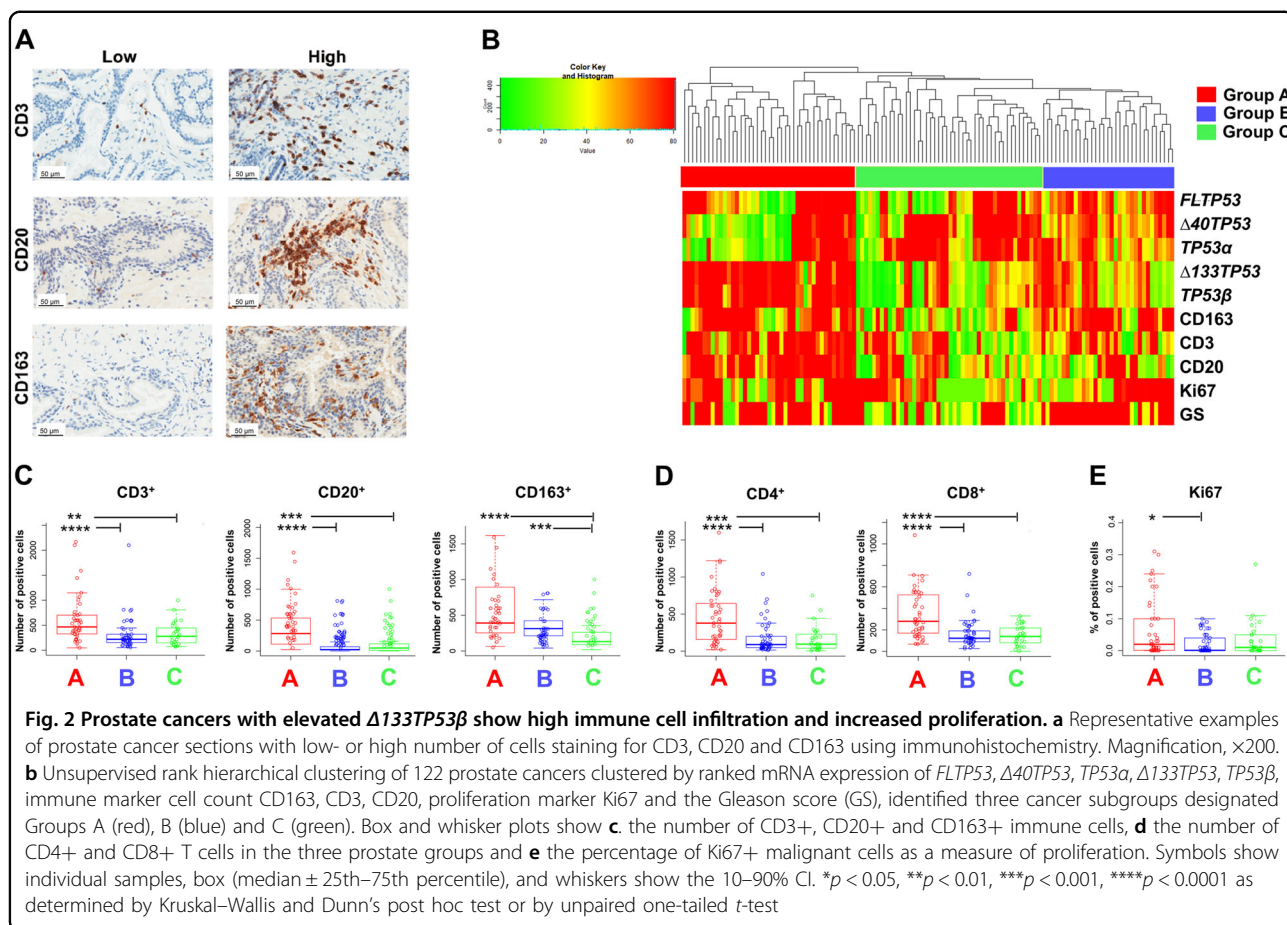 A
Low
High
CD3
50 µm
50 µm
CD20
50 µm
50 µm
CD163
50 µm
50 µm
B
Color Key
and Histogram
Count
0 200 400
0 20 40 60 80
Value
Group A
Group B
Group C
FLTP53
Δ40TP53
TP53α
Δ133TP53
TP53β
CD163
CD3
CD20
Ki67
GS
C
CD3⁺
**
****
Number of positive cells
0 500 1000 2000
A B C
CD20⁺
***
****
Number of positive cells
0 500 1000 1500 2000
A B C
CD163⁺
****
***
Number of positive cells
0 500 1000 1500
A B C
D
CD4⁺
***
****
Number of positive cells
0 500 1000 1500
A B C
CD8⁺
****
****
Number of positive cells
0 200 600 1000
A B C
E
Ki67
*
% of positive cells
0.0 0.1 0.2 0.3 0.4
A B C
Fig. 2 Prostate cancers with elevated Δ133TP53β show high immune cell infiltration and increased proliferation. a Representative examples
of prostate cancer sections with low- or high number of cells staining for CD3, CD20 and CD163 using immunohistochemistry. Magnification, ×200.
b Unsupervised rank hierarchical clustering of 122 prostate cancers clustered by ranked mRNA expression of FLTP53, Δ40TP53, TP53α, Δ133TP53, TP53β,
immune marker cell count CD163, CD3, CD20, proliferation marker Ki67 and the Gleason score (GS), identified three cancer subgroups designated
Groups A (red), B (blue) and C (green). Box and whisker plots show c. the number of CD3+, CD20+ and CD163+ immune cells, d the number of
CD4+ and CD8+ T cells in the three prostate groups and e the percentage of Ki67+ malignant cells as a measure of proliferation. Symbols show
individual samples, box (median ± 25th–75th percentile), and whiskers show the 10–90% CI. *p < 0.05, **p < 0.01, ***p < 0.001, ****p < 0.0001 as
determined by Kruskal–Wallis and Dunn's post hoc test or by unpaired one-tailed t-test